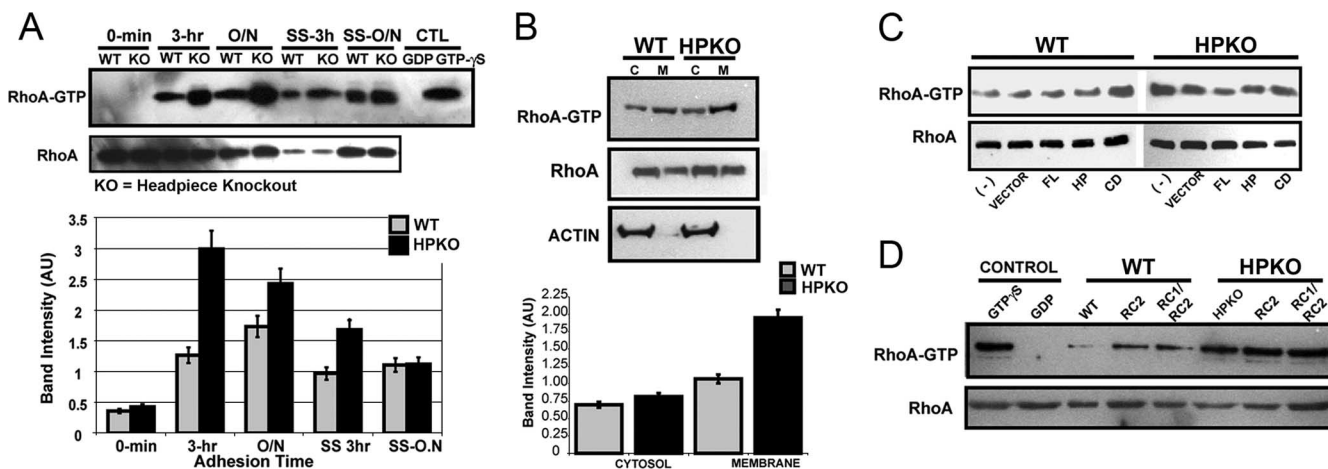 A
0-min 3-hr O/N SS-3h SS-O/N CTL
WT KO WT KO WT KO WT KO WT KO GDP GTP-γS
RhoA-GTP
RhoA
KO = Headpiece Knockout
Band Intensity (AU)
3.5
3
2.5
2
1.5
1
0.5
0
WT
HPKO
0-min 3-hr O/N SS 3hr SS-O.N
Adhesion Time
B
WT HPKO
C M C M
RhoA-GTP
RhoA
ACTIN
WT
HPKO
Band Intensity (AU)
2.25
2.00
1.75
1.50
1.25
1.00
0.75
0.50
0.25
0.00
CYTOSOL MEMBRANE
C
WT HPKO
RhoA-GTP
RhoA
(-) VECTOR FL HP CD (-) VECTOR FL HP CD
D
CONTROL WT HPKO
GTPγS GDP WT RC2 RC1/RC2 HPKO RC2 RC1/RC2
RhoA-GTP
RhoA